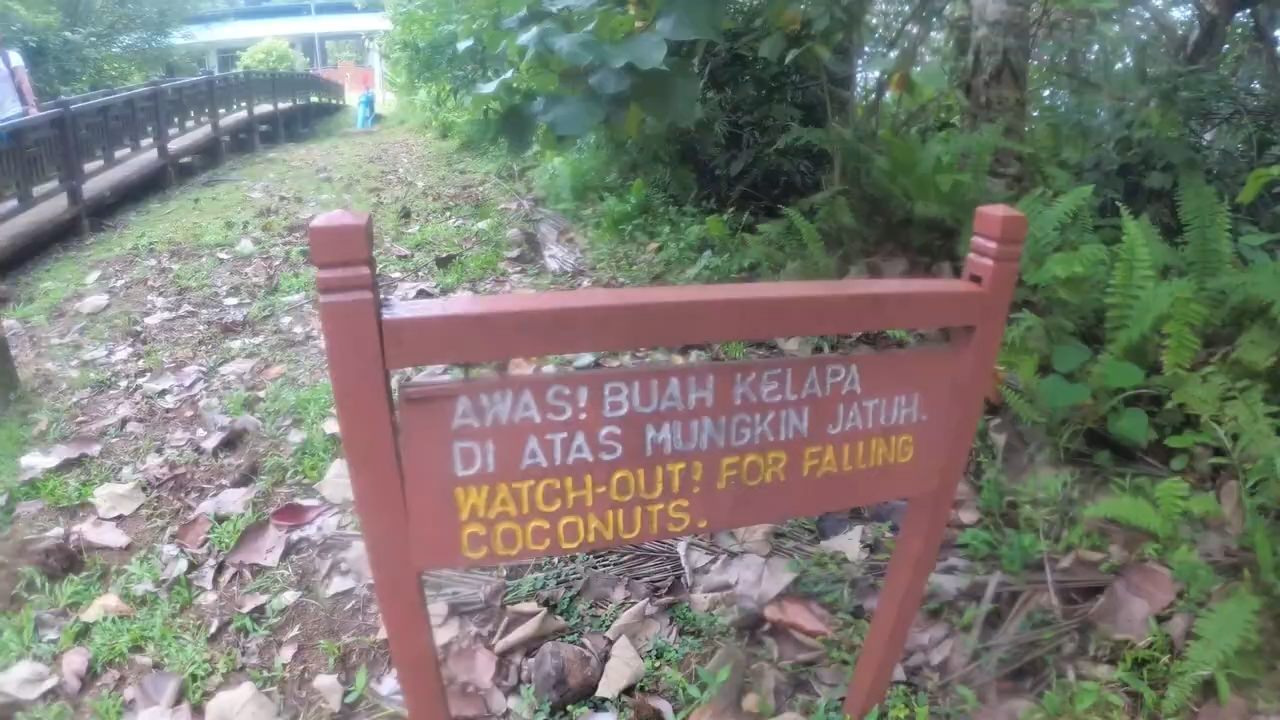 AWAS! BUAH KELAPA
DI ATAS MUNGKIN JATUH.
WATCH-OUT! FOR FALLING
COCONUTS.